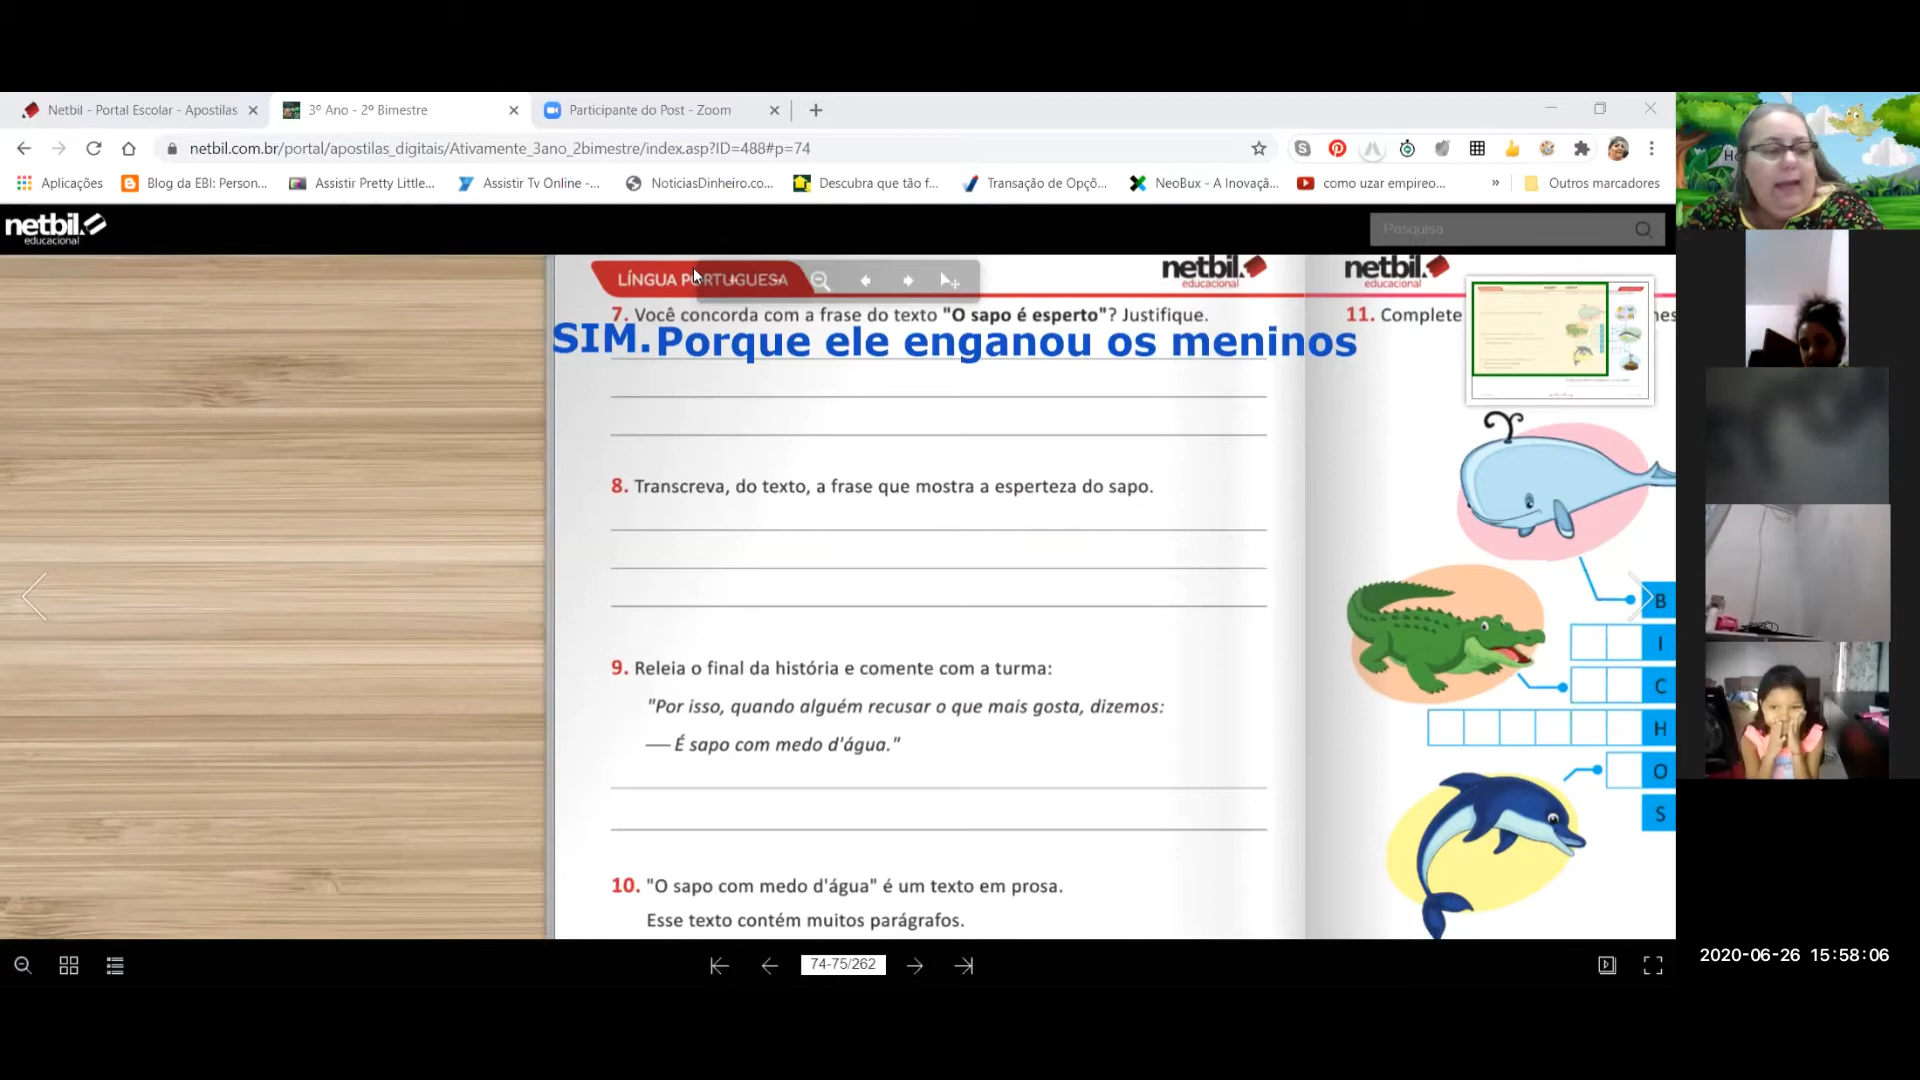 Netbil - Portal Escolar - Apostilas
3º Ano - 2º Bimestre
Participante do Post - Zoom
netbil.com.br/portal/apostilas_digitais/Ativamente_3ano_2bimestre/index.asp?ID=488#p=74
Aplicações
Blog da EBI: Person...
Assistir Pretty Little...
Assistir Tv Online -...
NoticiasDinheiro.co...
Descubra que tão f...
Transação de Opçõ...
NeoBux - A Inovaçã...
como uzar empireo...
»
Outros marcadores
netbil
educacional
Pesquisa
LÍNGUA PORTUGUESA
netbil
educacional
netbil
educacional
7. Você concorda com a frase do texto "O sapo é esperto"? Justifique.
SIM. Porque ele enganou os meninos
8. Transcreva, do texto, a frase que mostra a esperteza do sapo.
9. Releia o final da história e comente com a turma:
"Por isso, quando alguém recusar o que mais gosta, dizemos:
— É sapo com medo d'água."
10. "O sapo com medo d'água" é um texto em prosa.
Esse texto contém muitos parágrafos.
11. Complete
B
I
C
H
O
S
74-75/262
2020-06-26 15:58:06